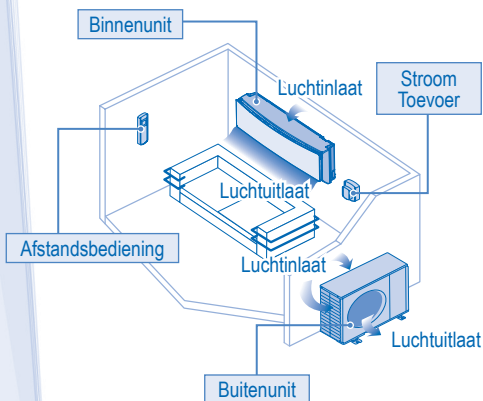 Binnenunit
Luchtinlaat
Stroom
Toevoer
Luchtuitlaat
Afstandsbediening
Luchtinlaat
Luchtuitlaat
Buitenunit